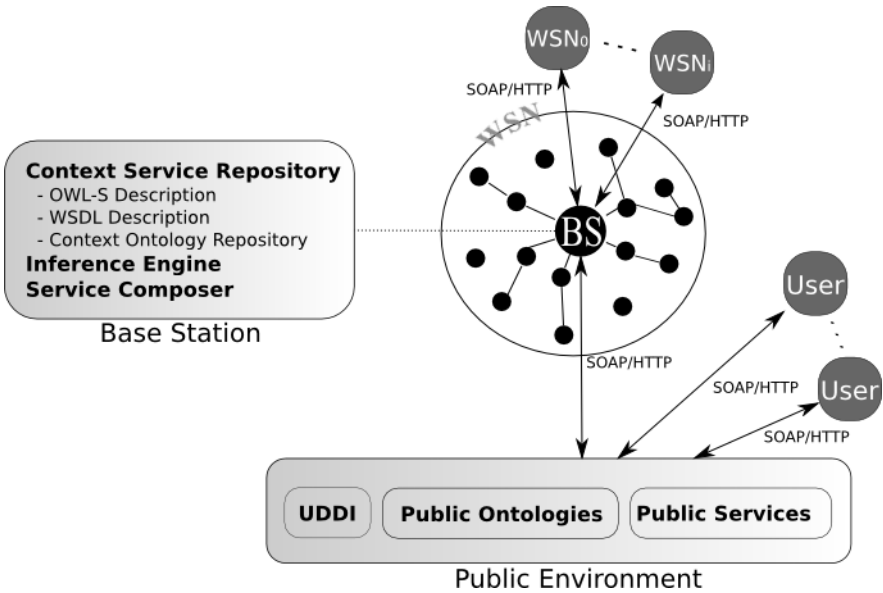 WSN₀
WSNᵢ
SOAP/HTTP
SOAP/HTTP
WSN
Context Service Repository
- OWL-S Description
- WSDL Description
- Context Ontology Repository
Inference Engine
Service Composer
Base Station
BS
User
User
SOAP/HTTP
SOAP/HTTP
SOAP/HTTP
UDDI
Public Ontologies
Public Services
Public Environment